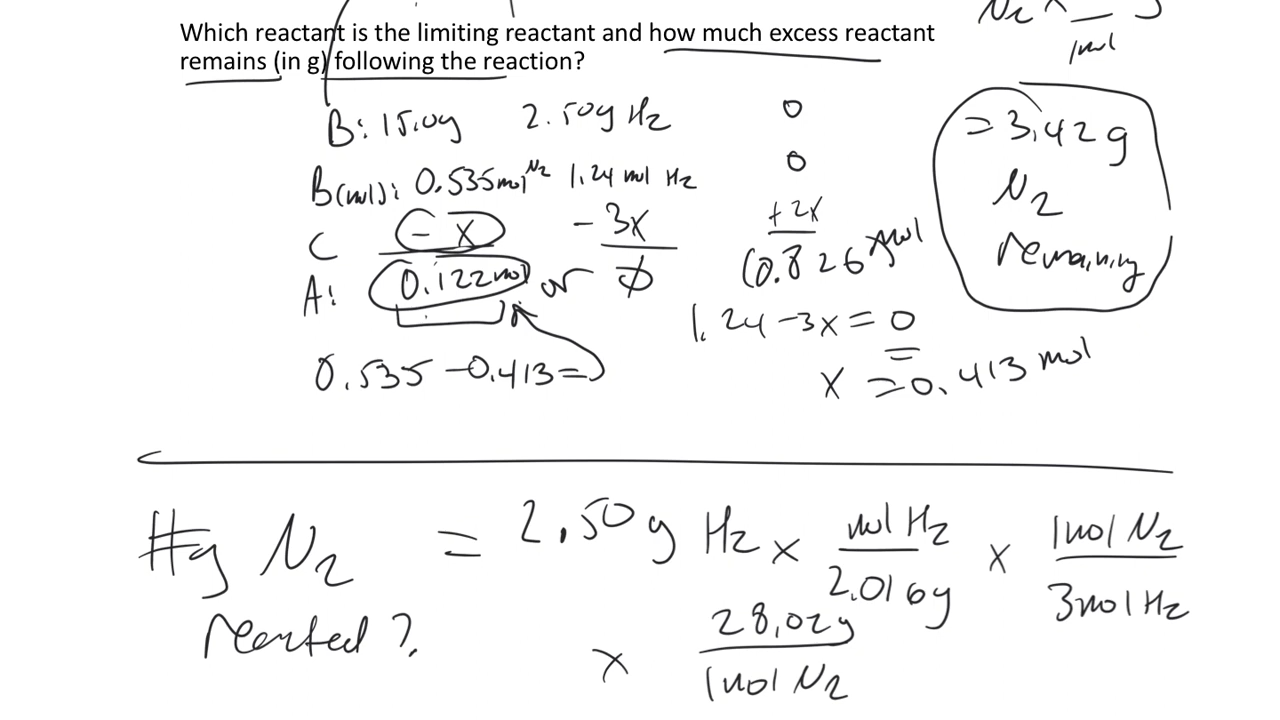 N₂ × _
1mol
Which reactant is the limiting reactant and how much excess reactant
remains (in g) following the reaction?
B: 15.0g 2.50g H₂ 0
B(mol): 0.535mol N₂ 1.24 mol H₂ 0
C - x - 3x + 2x
A: 0.122mol or ∅ (0.826 mol
= 3.42g
N₂
remaining
1.24 - 3x = 0
0.535 - 0.413 =
x = 0.413 mol
#g N₂ = 2.50g H₂ × mol H₂ / 2.016g × 1mol N₂ / 3mol H₂
reacted? × 28.02g / 1mol N₂